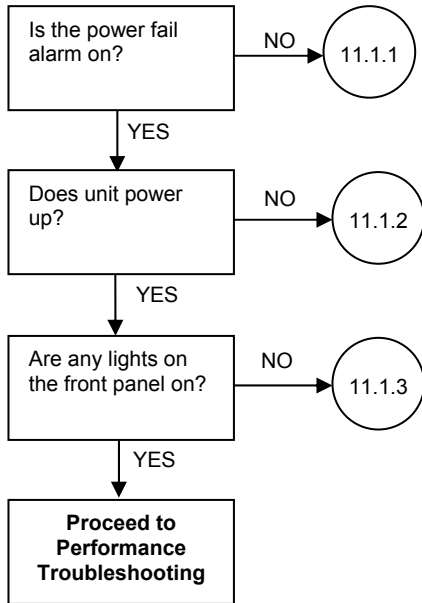 Is the power fail
alarm on?
NO
11.1.1
YES
Does unit power
up?
NO
11.1.2
YES
Are any lights on
the front panel on?
NO
11.1.3
YES
Proceed to
Performance
Troubleshooting